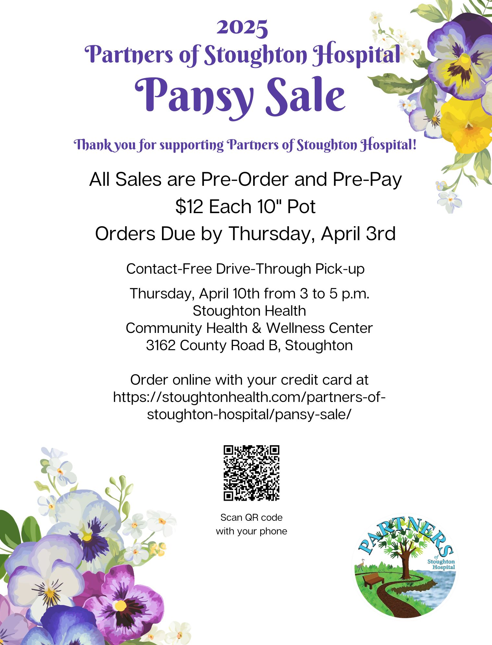 2025
Partners of Stoughton Hospital
Pansy Sale
Thank you for supporting Partners of Stoughton Hospital!
All Sales are Pre-Order and Pre-Pay
$12 Each 10" Pot
Orders Due by Thursday, April 3rd
Contact-Free Drive-Through Pick-up
Thursday, April 10th from 3 to 5 p.m.
Stoughton Health
Community Health & Wellness Center
3162 County Road B, Stoughton
Order online with your credit card at
https://stoughtonhealth.com/partners-of-
stoughton-hospital/pansy-sale/
Scan QR code
with your phone
PARTNERS
of
Stoughton
Hospital